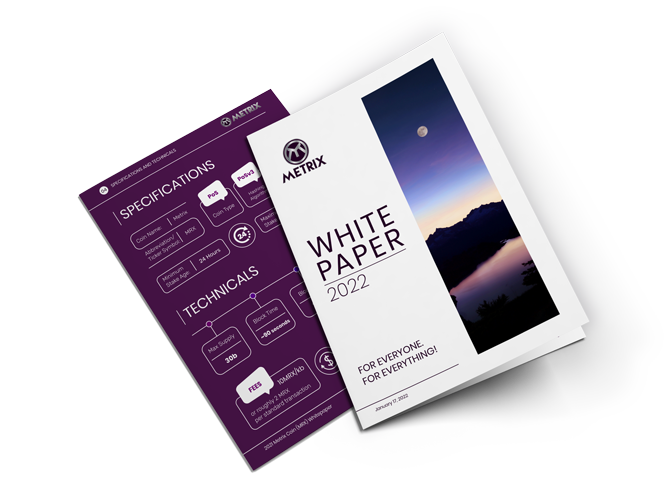 METRIX
04
SPECIFICATIONS AND TECHNICALS
SPECIFICATIONS
Coin Name: Metrix
Abbreviation/
Ticker Symbol MRX
PoS
Coin Type
PoSv3
Minimum
Stake Age: 24 Hours
24
TECHNICALS
Max Supply
30b
Block Time
~90 seconds
FEES
10MRX/kb
or roughly 2 MRX
per standard transaction
2021 Metrix Coin (MRX) Whitepaper
METRIX
WHITE
PAPER
2022
FOR EVERYONE.
FOR EVERYTHING!
January 17, 2022